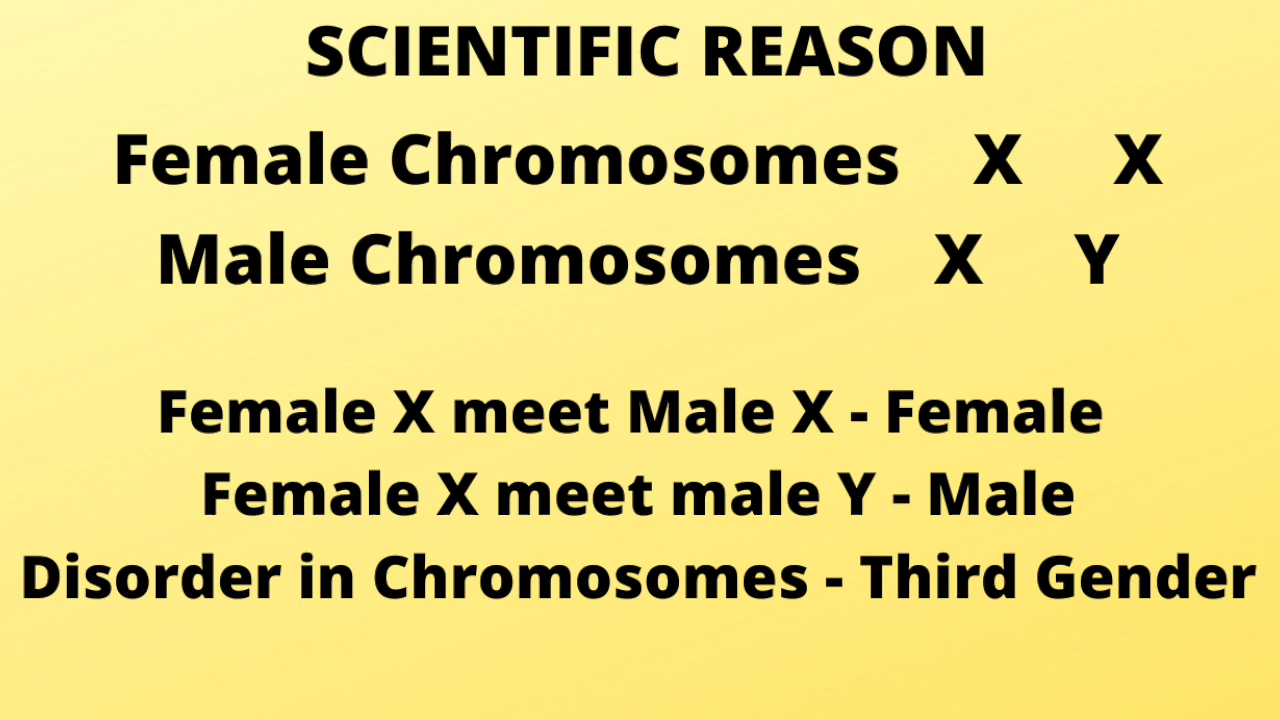 SCIENTIFIC REASON
Female Chromosomes X X
Male Chromosomes X Y
Female X meet Male X - Female
Female X meet male Y - Male
Disorder in Chromosomes - Third Gender